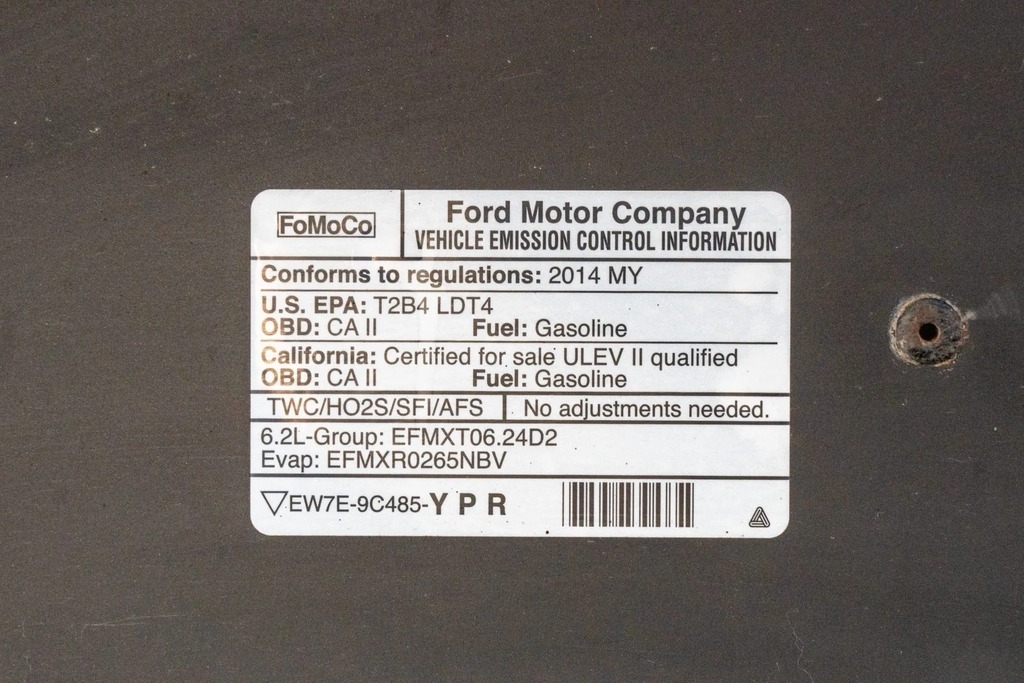 FoMoCo
Ford Motor Company
VEHICLE EMISSION CONTROL INFORMATION
Conforms to regulations: 2014 MY
U.S. EPA: T2B4 LDT4
OBD: CA II Fuel: Gasoline
California: Certified for sale ULEV II qualified
OBD: CA II Fuel: Gasoline
TWC/HO2S/SFI/AFS No adjustments needed.
6.2L-Group: EFMXT06.24D2
Evap: EFMXR0265NBV
EW7E-9C485-Y P R